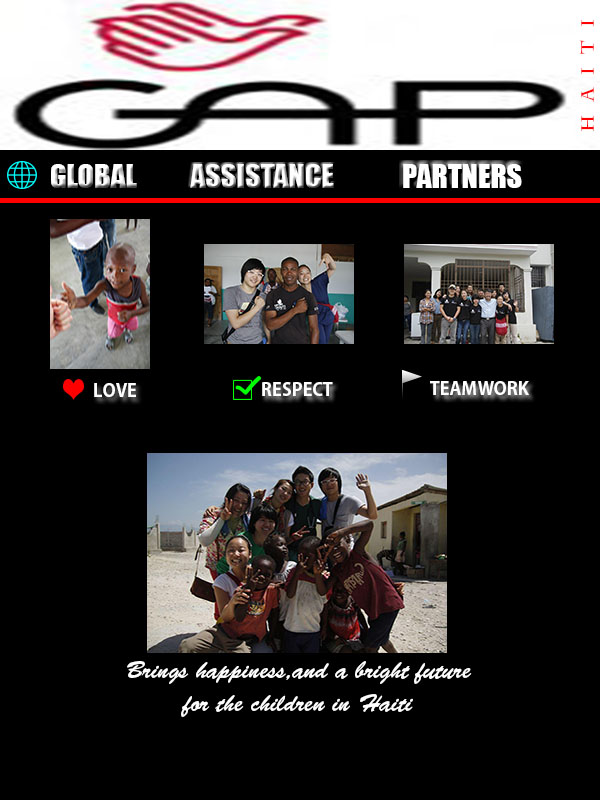 GAP
HAITI
GLOBAL ASSISTANCE PARTNERS
LOVE RESPECT TEAMWORK
Brings happiness,and a bright future
for the children in Haiti